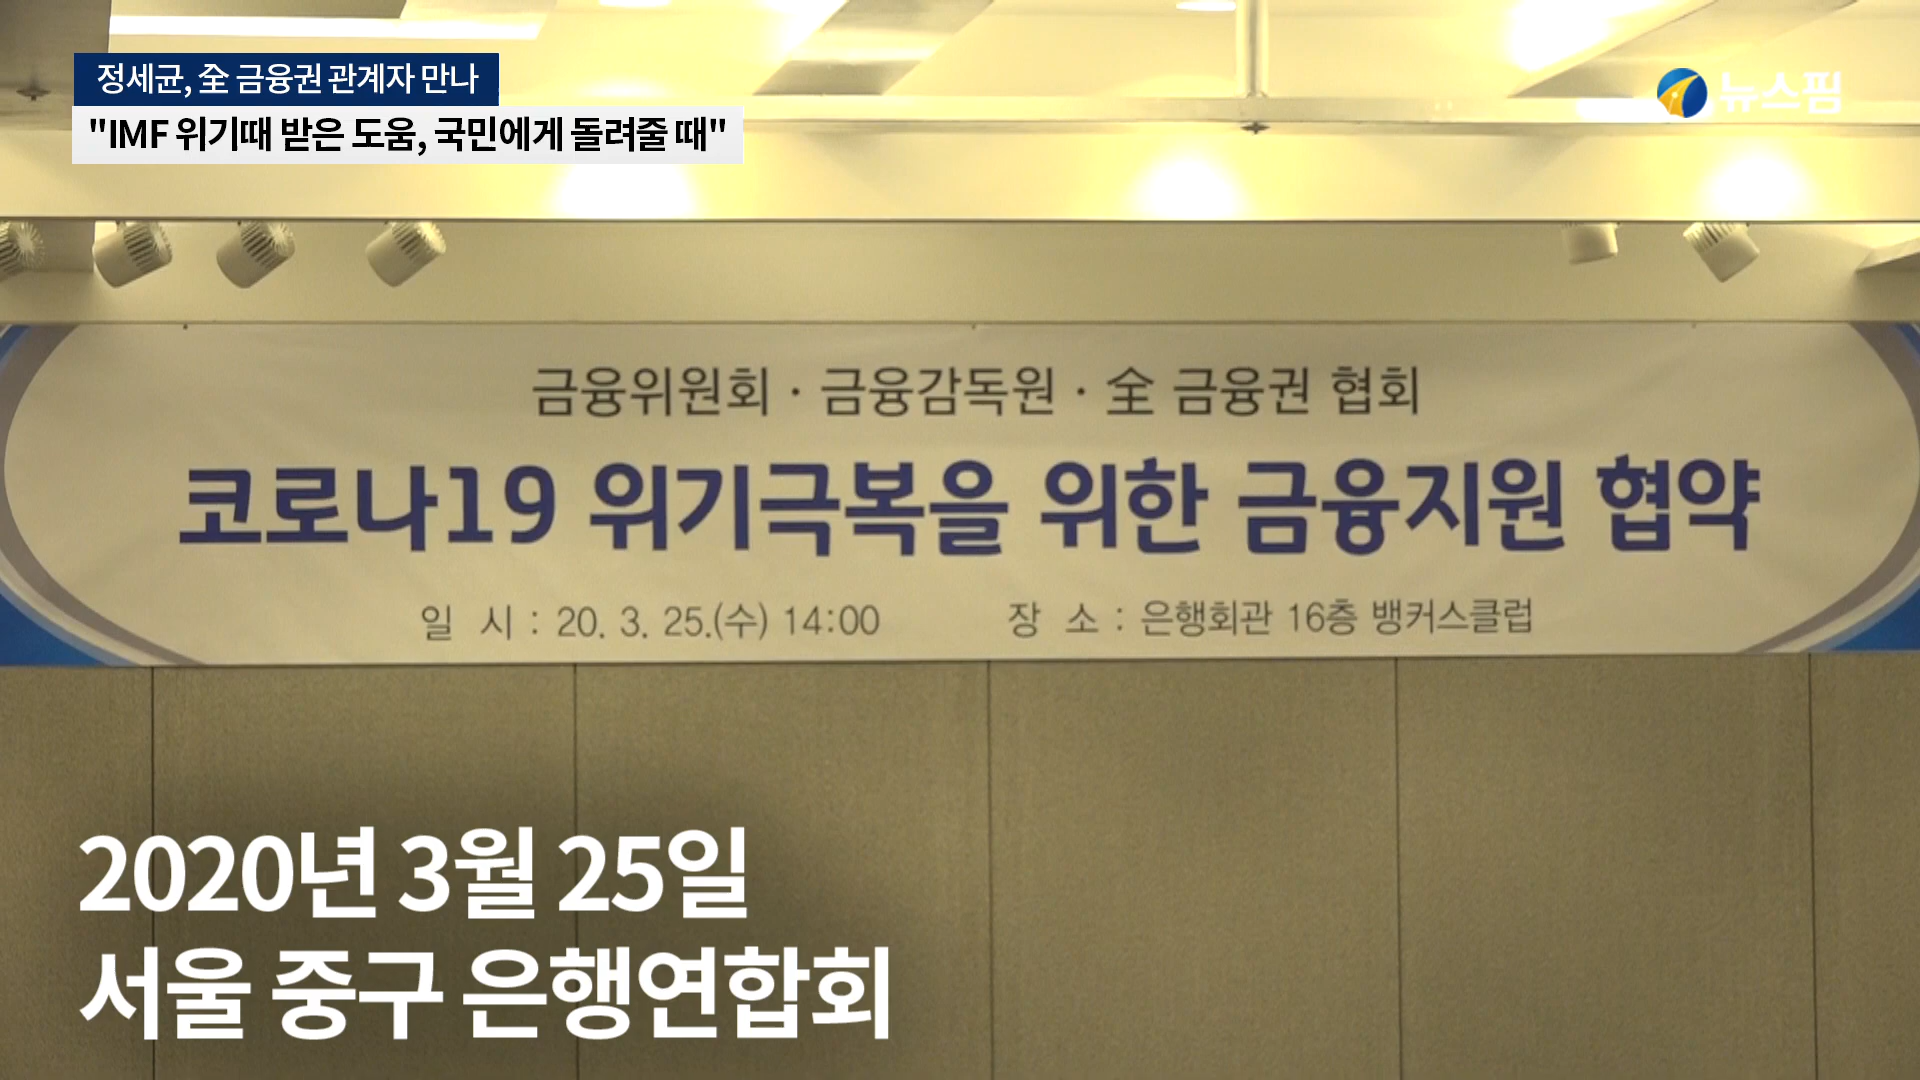 정세균, 全 금융권 관계자 만나
"IMF 위기때 받은 도움, 국민에게 돌려줄 때"
뉴스핌
금융위원회 · 금융감독원 · 全 금융권 협회
코로나19 위기극복을 위한 금융지원 협약
일 시 : 20. 3. 25.(수) 14:00 장 소 : 은행회관 16층 뱅커스클럽
2020년 3월 25일
서울 중구 은행연합회